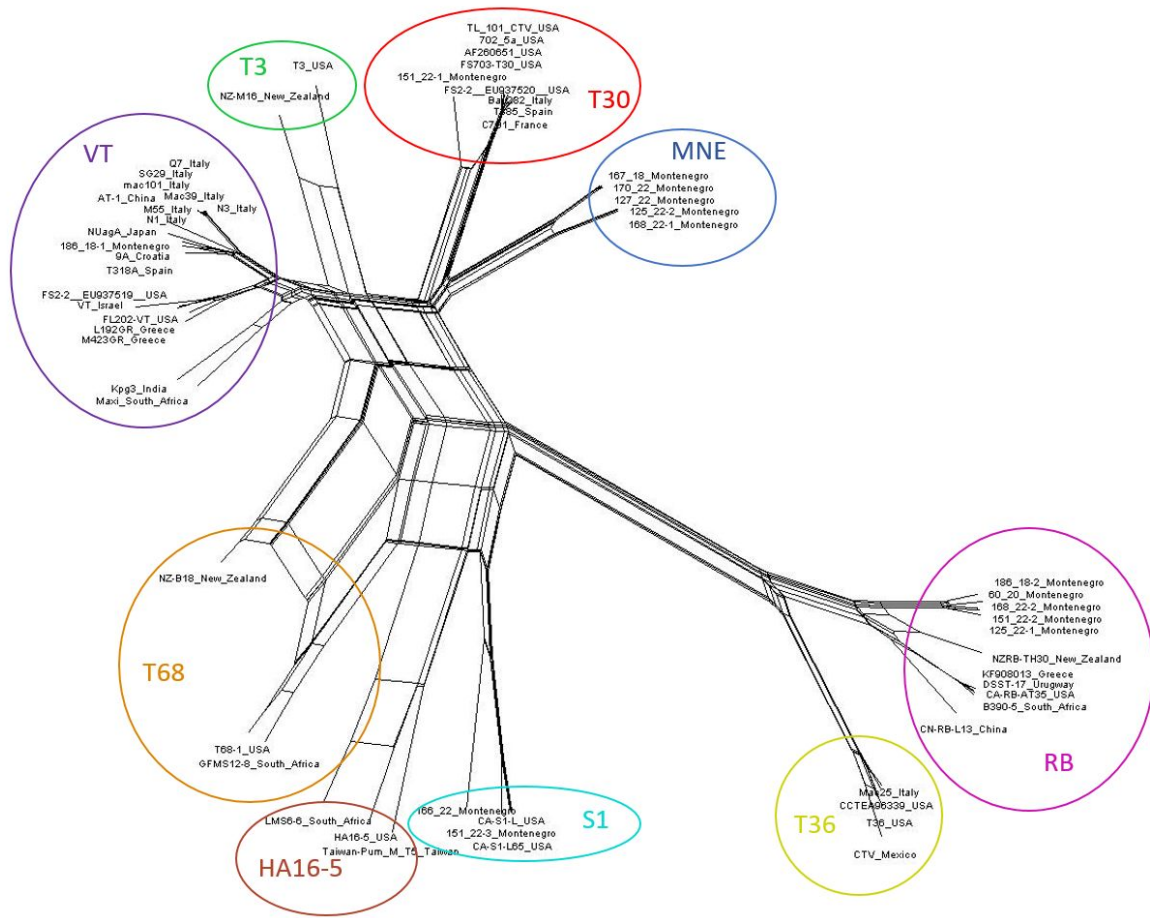 TL_101_CTV_USA
702_5a_USA
AF260651_USA
FS703-T30_USA
151_22-1_Montenegro
FS2-2__EU937520__USA
T385_Spain
T30
T3
T3_USA
NZ-M16_New_Zealand
MNE
167_18_Montenegro
170_22_Montenegro
127_22_Montenegro
125_22-2_Montenegro
168_22-1_Montenegro
VT
Q7_Italy
SG29_Italy
mac101_Italy
AT-1_China
Mac39_Italy
M55_Italy
N3_Italy
N1_Italy
NUagA_Japan
186_18-1_Montenegro
9A_Croatia
T318A_Spain
FS2-2__EU937519__USA
VT_Israel
FL202-VT_USA
L192GR_Greece
M423GR_Greece
Kpg3_India
Maxi_South_Africa
NZ-B18_New_Zealand
T68
T68-1_USA
GFMS12-8_South_Africa
LMS6-6_South_Africa
HA16-5_USA
Taiwan-Pum_M_T5_Taiwan
HA16-5
166_22_Montenegro
CA-S1-L_USA
151_22-3_Montenegro
CA-S1-L65_USA
S1
186_18-2_Montenegro
60_20_Montenegro
168_22-2_Montenegro
151_22-2_Montenegro
125_22-1_Montenegro
NZRB-TH30_New_Zealand
KF908013_Greece
DSST-17_Urugway
CA-RB-AT35_USA
B390-5_South_Africa
CN-RB-L13_China
RB
Mac25_Italy
CCTEA96339_USA
T36
T36_USA
CTV_Mexico